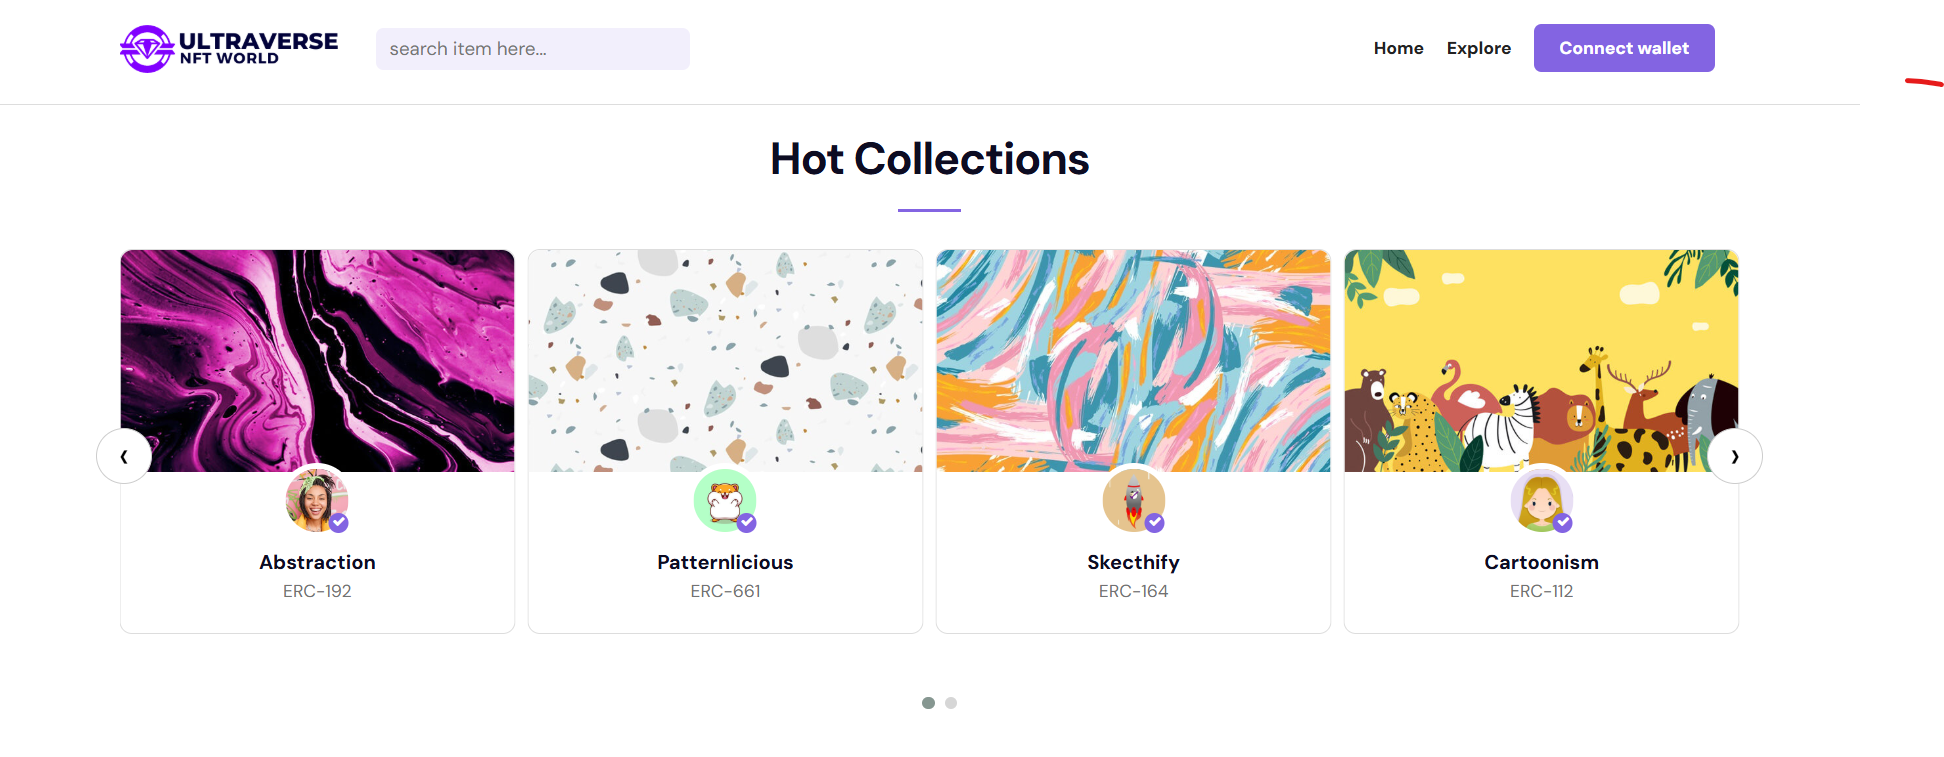 ULTRAVERSE
NFT WORLD
search item here...
Home
Explore
Connect wallet
Hot Collections
Abstraction
ERC-192
Patternlicious
ERC-661
Skecthify
ERC-164
Cartoonism
ERC-112